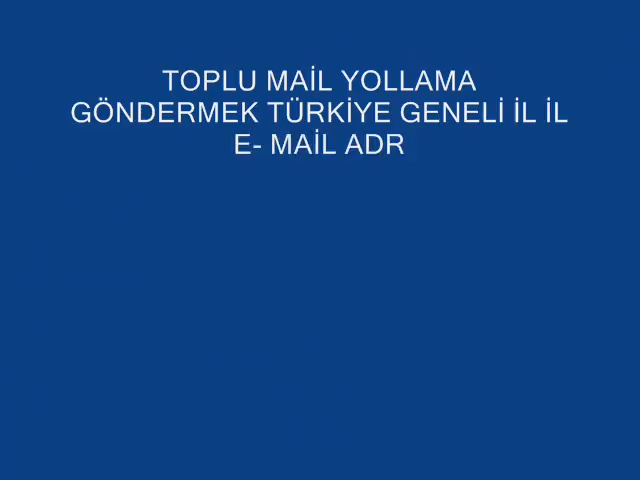 TOPLU MAİL YOLLAMA
GÖNDERMEK TÜRKİYE GENELİ İL İL
E- MAİL ADR